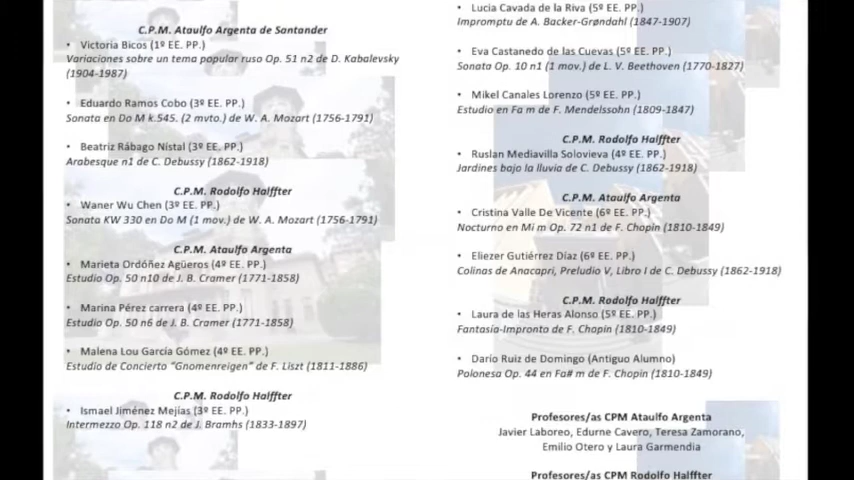 C.P.M. Ataulfo Argenta de Santander
• Victoria Bicos (1º EE. PP.)
Variaciones sobre un tema popular ruso Op. 51 n2 de D. Kabalevsky
(1904-1987)
• Eduardo Ramos Cobo (3º EE. PP.)
Sonata en Do M k.545. (2 mvto.) de W. A. Mozart (1756-1791)
• Beatriz Rábago Nistal (3º EE. PP.)
Arabesque n1 de C. Debussy (1862-1918)
C.P.M. Rodolfo Halffter
• Waner Wu Chen (3º EE. PP.)
Sonata KW 330 en Do M (1 mov.) de W. A. Mozart (1756-1791)
C.P.M. Ataulfo Argenta
• Marieta Ordóñez Agüeros (4º EE. PP.)
Estudio Op. 50 n10 de J. B. Cramer (1771-1858)
• Marina Pérez carrera (4º EE. PP.)
Estudio Op. 50 n6 de J. B. Cramer (1771-1858)
• Malena Lou García Gómez (4º EE. PP.)
Estudio de Concierto "Gnomenreigen" de F. Liszt (1811-1886)
C.P.M. Rodolfo Halffter
• Ismael Jiménez Mejías (3º EE. PP.)
Intermezzo Op. 118 n2 de J. Bramhs (1833-1897)
• Lucia Cavada de la Riva (5º EE. PP.)
Impromptu de A. Backer-Grøndahl (1847-1907)
• Eva Castanedo de las Cuevas (5º EE. PP.)
Sonata Op. 10 n1 (1 mov.) de L. V. Beethoven (1770-1827)
• Mikel Canales Lorenzo (5º EE. PP.)
Estudio en Fa m de F. Mendelssohn (1809-1847)
C.P.M. Rodolfo Halffter
• Ruslan Mediavilla Solovieva (4º EE. PP.)
Jardines bajo la lluvia de C. Debussy (1862-1918)
C.P.M. Ataulfo Argenta
• Cristina Valle De Vicente (6º EE. PP.)
Nocturno en Mi m Op. 72 n1 de F. Chopin (1810-1849)
• Eliezer Gutiérrez Díaz (6º EE. PP.)
Colinas de Anacapri, Preludio V, Libro I de C. Debussy (1862-1918)
C.P.M. Rodolfo Halffter
• Laura de las Heras Alonso (5º EE. PP.)
Fantasía-Impronto de F. Chopin (1810-1849)
• Darío Ruiz de Domingo (Antiguo Alumno)
Polonesa Op. 44 en Fa# m de F. Chopin (1810-1849)
Profesores/as CPM Ataulfo Argenta
Javier Laboreo, Edurne Cavero, Teresa Zamorano,
Emilio Otero y Laura Garmendia
Profesores/as CPM Rodolfo Halffter